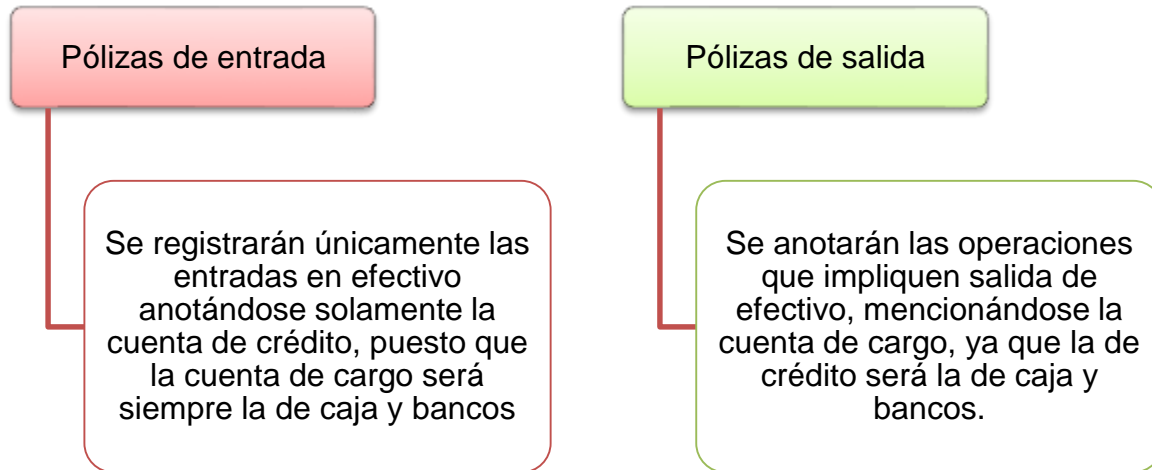 Pólizas de entrada
Se registrarán únicamente las
entradas en efectivo
anotándose solamente la
cuenta de crédito, puesto que
la cuenta de cargo será
siempre la de caja y bancos
Pólizas de salida
Se anotarán las operaciones
que impliquen salida de
efectivo, mencionándose la
cuenta de cargo, ya que la de
crédito será la de caja y
bancos.